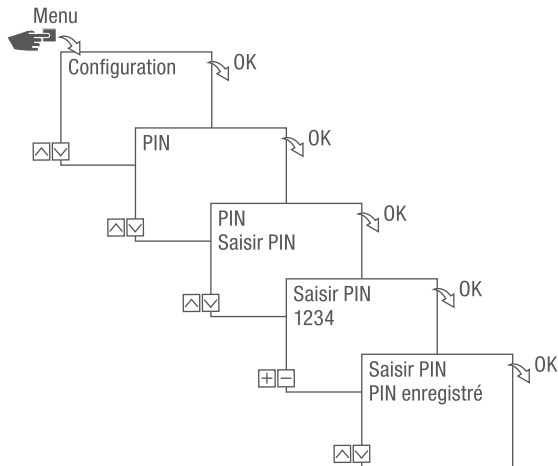 Menu
Configuration
OK
PIN
OK
PIN
Saisir PIN
OK
Saisir PIN
1234
OK
+ -
Saisir PIN
PIN enregistré
OK